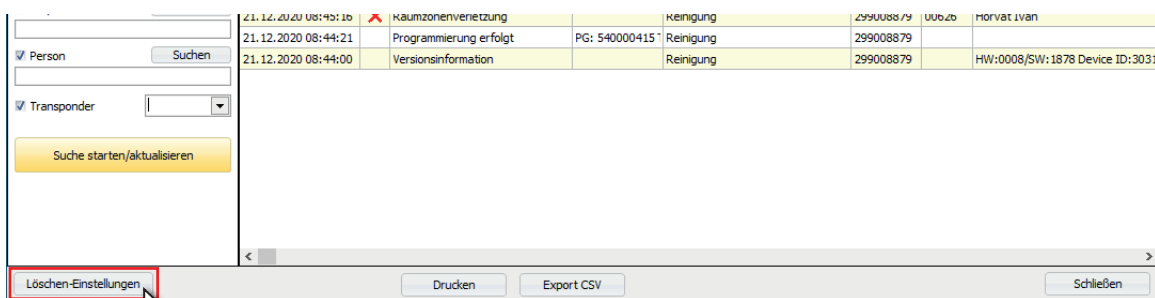 21.12.2020 08:45:16 Raumzonenverletzung Reinigung 299008879 00626 Horvat Ivan
21.12.2020 08:44:21 Programmierung erfolgt PG: 540000415 Reinigung 299008879
Person Suchen
21.12.2020 08:44:00 Versionsinformation Reinigung 299008879 HW:0008/SW:1878 Device ID:3031
Transponder
Suche starten/aktualisieren
Löschen-Einstellungen Drucken Export CSV Schließen